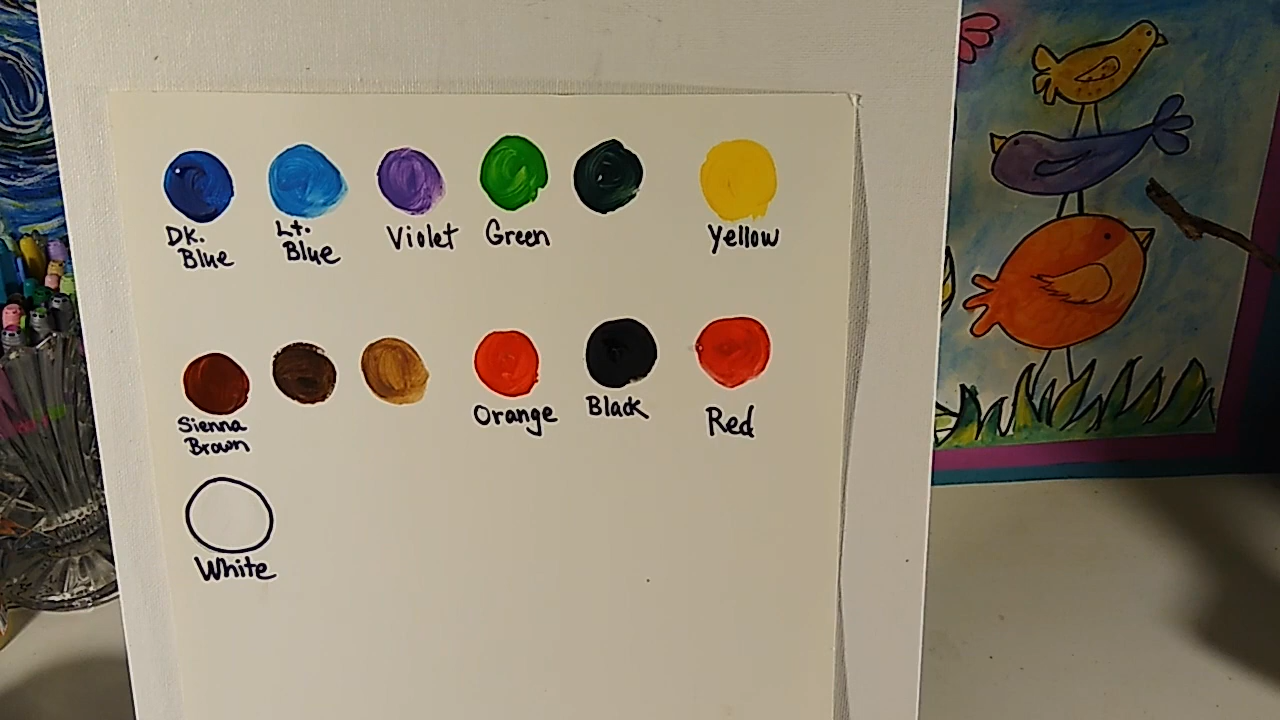 Dk.
Blue
Lt.
Blue
Violet
Green
Yellow
Sienna
Brown
Orange
Black
Red
White